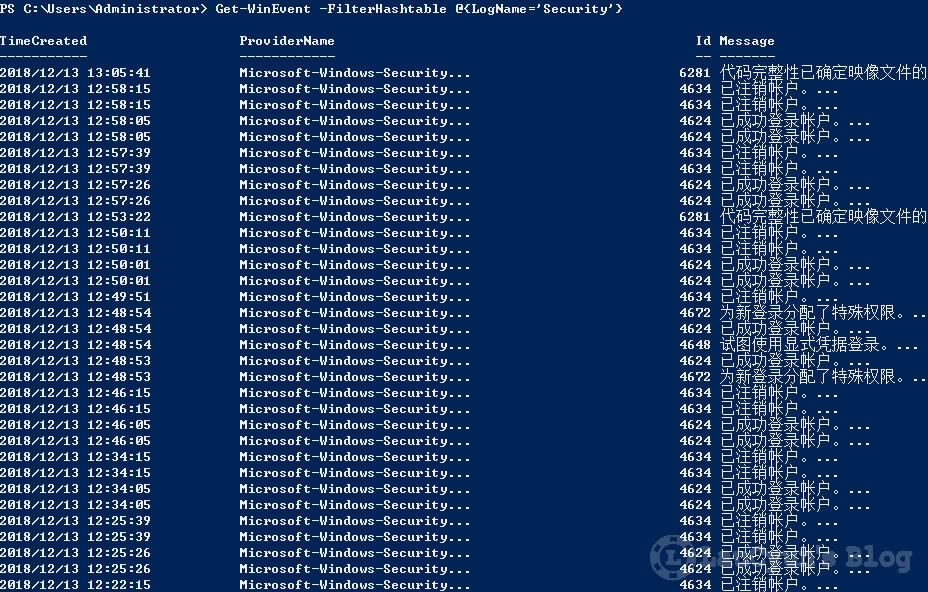 PS C:\Users\Administrator> Get-WinEvent -FilterHashtable @{LogName='Security'}
TimeCreated ProviderName Id Message
----------- ------------ -- -------
2018/12/13 13:05:41 Microsoft-Windows-Security... 6281 代码完整性已确定映像文件的
2018/12/13 12:58:15 Microsoft-Windows-Security... 4634 已注销帐户。...
2018/12/13 12:58:15 Microsoft-Windows-Security... 4634 已注销帐户。...
2018/12/13 12:58:05 Microsoft-Windows-Security... 4624 已成功登录帐户。...
2018/12/13 12:58:05 Microsoft-Windows-Security... 4624 已成功登录帐户。...
2018/12/13 12:57:39 Microsoft-Windows-Security... 4634 已注销帐户。...
2018/12/13 12:57:39 Microsoft-Windows-Security... 4634 已注销帐户。...
2018/12/13 12:57:26 Microsoft-Windows-Security... 4624 已成功登录帐户。...
2018/12/13 12:57:26 Microsoft-Windows-Security... 4624 已成功登录帐户。...
2018/12/13 12:53:22 Microsoft-Windows-Security... 6281 代码完整性已确定映像文件的
2018/12/13 12:50:11 Microsoft-Windows-Security... 4634 已注销帐户。...
2018/12/13 12:50:11 Microsoft-Windows-Security... 4634 已注销帐户。...
2018/12/13 12:50:01 Microsoft-Windows-Security... 4624 已成功登录帐户。...
2018/12/13 12:50:01 Microsoft-Windows-Security... 4624 已成功登录帐户。...
2018/12/13 12:49:51 Microsoft-Windows-Security... 4634 已注销帐户。...
2018/12/13 12:48:54 Microsoft-Windows-Security... 4672 为新登录分配了特殊权限。...
2018/12/13 12:48:54 Microsoft-Windows-Security... 4624 已成功登录帐户。...
2018/12/13 12:48:54 Microsoft-Windows-Security... 4648 试图使用显式凭据登录。...
2018/12/13 12:48:53 Microsoft-Windows-Security... 4624 已成功登录帐户。...
2018/12/13 12:48:53 Microsoft-Windows-Security... 4672 为新登录分配了特殊权限。...
2018/12/13 12:46:15 Microsoft-Windows-Security... 4634 已注销帐户。...
2018/12/13 12:46:15 Microsoft-Windows-Security... 4634 已注销帐户。...
2018/12/13 12:46:05 Microsoft-Windows-Security... 4624 已成功登录帐户。...
2018/12/13 12:46:05 Microsoft-Windows-Security... 4624 已成功登录帐户。...
2018/12/13 12:34:15 Microsoft-Windows-Security... 4634 已注销帐户。...
2018/12/13 12:34:15 Microsoft-Windows-Security... 4634 已注销帐户。...
2018/12/13 12:34:05 Microsoft-Windows-Security... 4624 已成功登录帐户。...
2018/12/13 12:34:05 Microsoft-Windows-Security... 4624 已成功登录帐户。...
2018/12/13 12:25:39 Microsoft-Windows-Security... 4634 已注销帐户。...
2018/12/13 12:25:39 Microsoft-Windows-Security... 4634 已注销帐户。...
2018/12/13 12:25:26 Microsoft-Windows-Security... 4624 已成功登录帐户。...
2018/12/13 12:25:26 Microsoft-Windows-Security... 4624 已成功登录帐户。...
2018/12/13 12:22:15 Microsoft-Windows-Security... 4634 已注销帐户。...
Blog